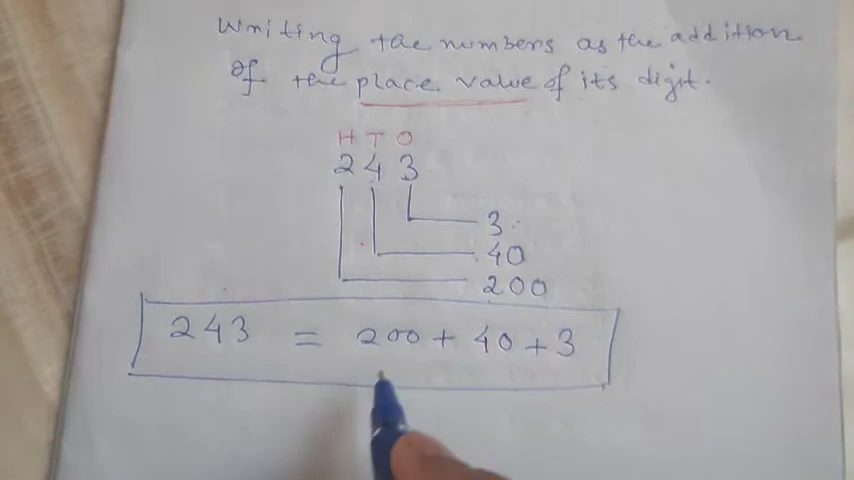 Writing the numbers as the addition
of the place value of its digit.
H T O
2 4 3
3
40
200
243 = 200 + 40 + 3